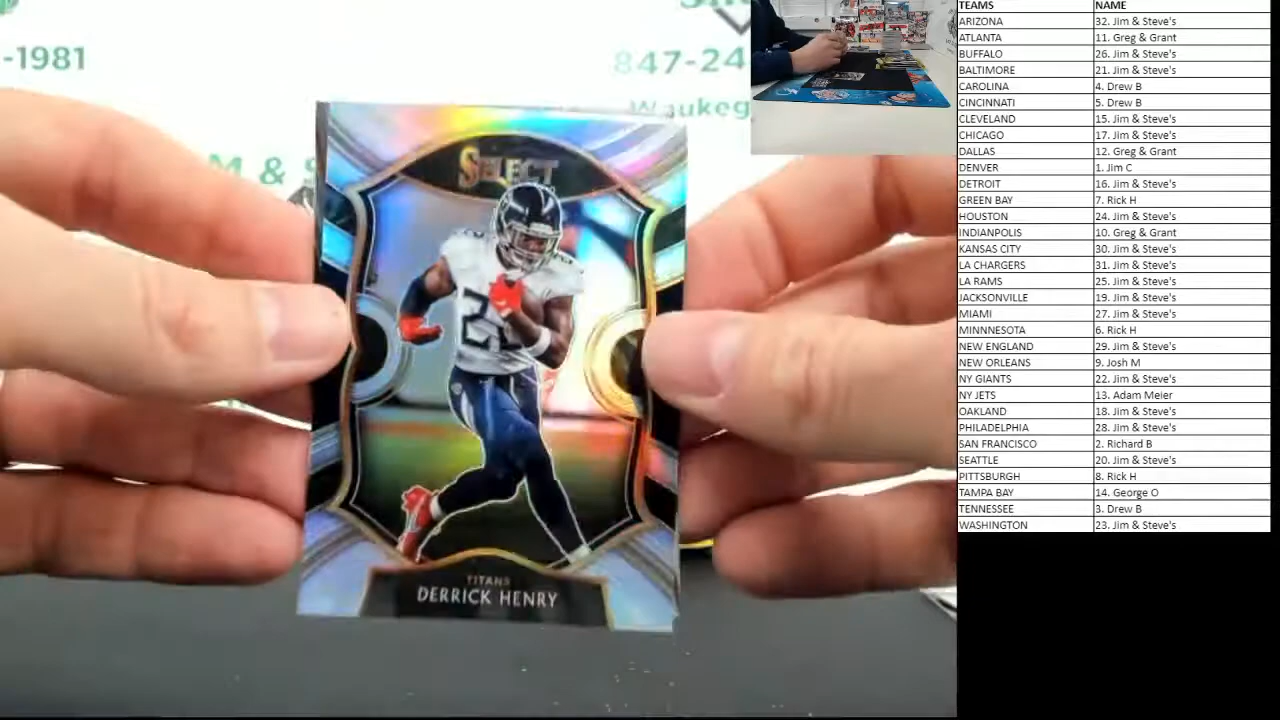 -1981
847-24
Waukeg
M & S
SELECT
TITANS
DERRICK HENRY
TEAMS NAME
ARIZONA 32. Jim & Steve's
ATLANTA 11. Greg & Grant
BUFFALO 26. Jim & Steve's
BALTIMORE 21. Jim & Steve's
CAROLINA 4. Drew B
CINCINNATI 5. Drew B
CLEVELAND 15. Jim & Steve's
CHICAGO 17. Jim & Steve's
DALLAS 12. Greg & Grant
DENVER 1. Jim C
DETROIT 16. Jim & Steve's
GREEN BAY 7. Rick H
HOUSTON 24. Jim & Steve's
INDIANPOLIS 10. Greg & Grant
KANSAS CITY 30. Jim & Steve's
LA CHARGERS 31. Jim & Steve's
LA RAMS 25. Jim & Steve's
JACKSONVILLE 19. Jim & Steve's
MIAMI 27. Jim & Steve's
MINNNESOTA 6. Rick H
NEW ENGLAND 29. Jim & Steve's
NEW ORLEANS 9. Josh M
NY GIANTS 22. Jim & Steve's
NY JETS 13. Adam Meier
OAKLAND 18. Jim & Steve's
PHILADELPHIA 28. Jim & Steve's
SAN FRANCISCO 2. Richard B
SEATTLE 20. Jim & Steve's
PITTSBURGH 8. Rick H
TAMPA BAY 14. George O
TENNESSEE 3. Drew B
WASHINGTON 23. Jim & Steve's